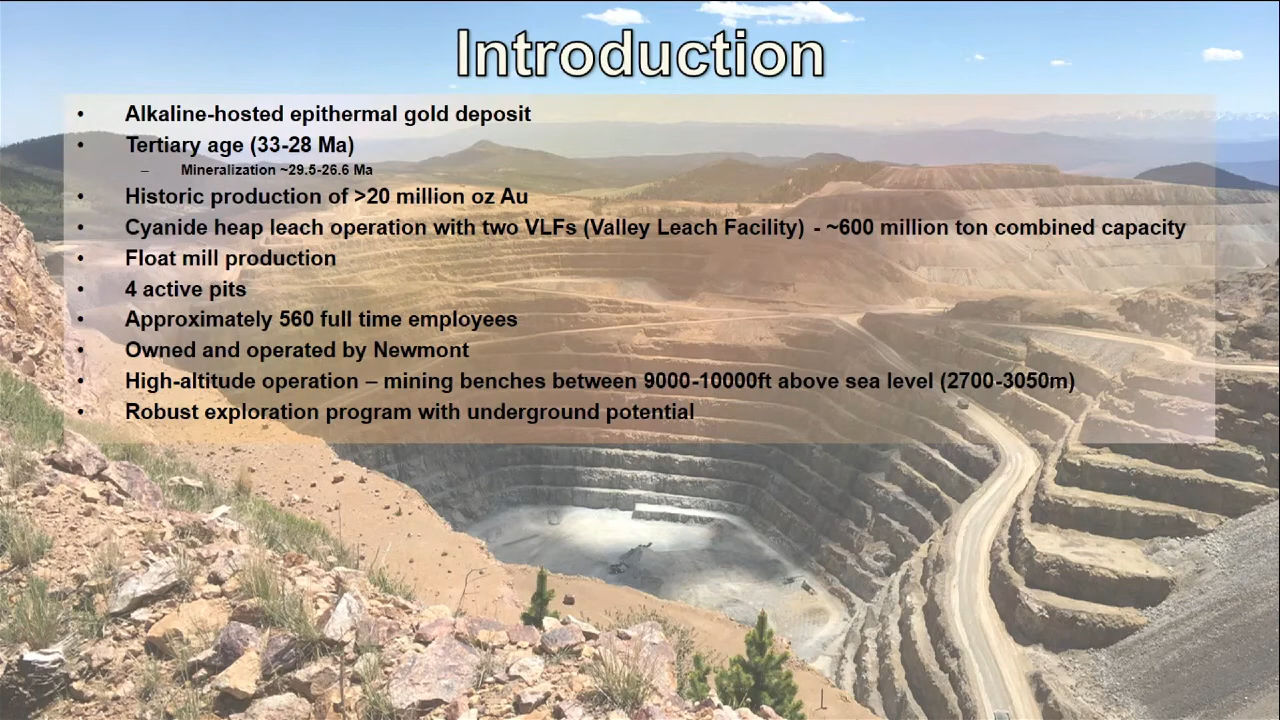 Introduction
• Alkaline-hosted epithermal gold deposit
• Tertiary age (33-28 Ma)
– Mineralization ~29.5-26.6 Ma
• Historic production of >20 million oz Au
• Cyanide heap leach operation with two VLFs (Valley Leach Facility) - ~600 million ton combined capacity
• Float mill production
• 4 active pits
• Approximately 560 full time employees
• Owned and operated by Newmont
• High-altitude operation – mining benches between 9000-10000ft above sea level (2700-3050m)
• Robust exploration program with underground potential